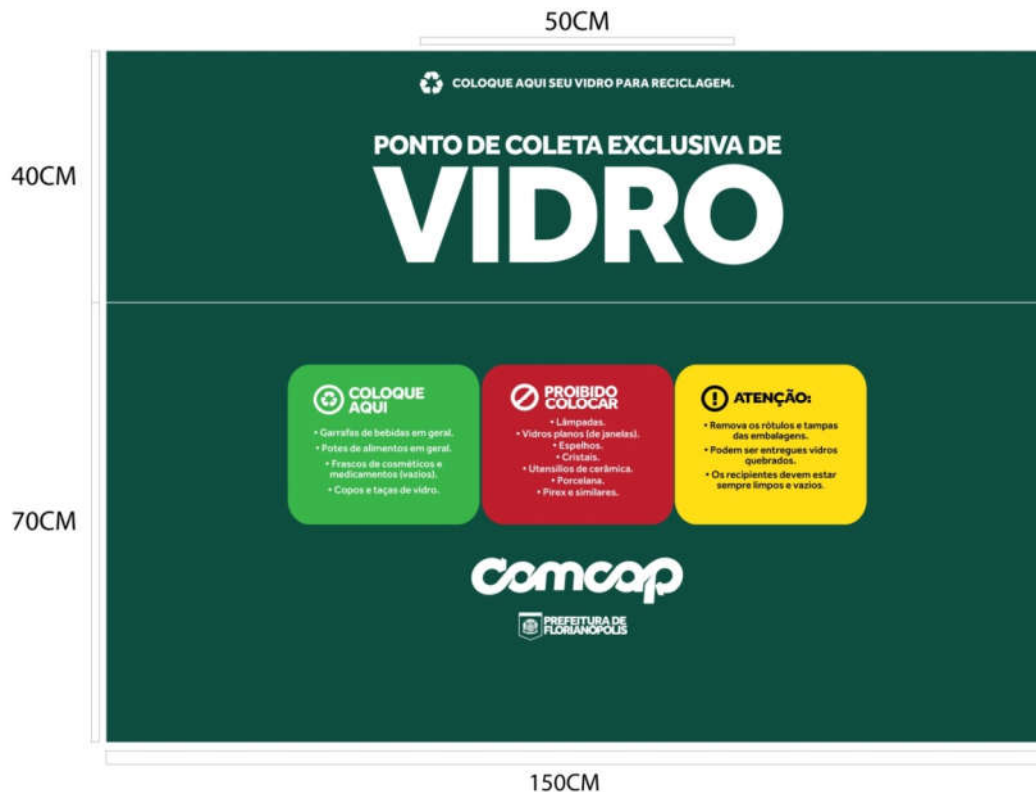 50CM
COLOQUE AQUI SEU VIDRO PARA RECICLAGEM.
40CM
PONTO DE COLETA EXCLUSIVA DE
VIDRO
COLOQUE
AQUI
• Garrafas de bebidas em geral.
• Potes de alimentos em geral.
• Frascos de cosméticos e
medicamentos (vazios).
• Copos e taças de vidro.
PROIBIDO
COLOCAR
• Lâmpadas.
• Vidros planos (de janelas).
• Espelhos.
• Cristais.
• Utensílios de cerâmica.
• Porcelana.
• Pirex e similares.
ATENÇÃO:
• Remova os rótulos e tampas
das embalagens.
• Podem ser entregues vidros
quebrados.
• Os recipientes devem estar
sempre limpos e vazios.
70CM
comcap
PREFEITURA DE
FLORIANÓPOLIS
150CM